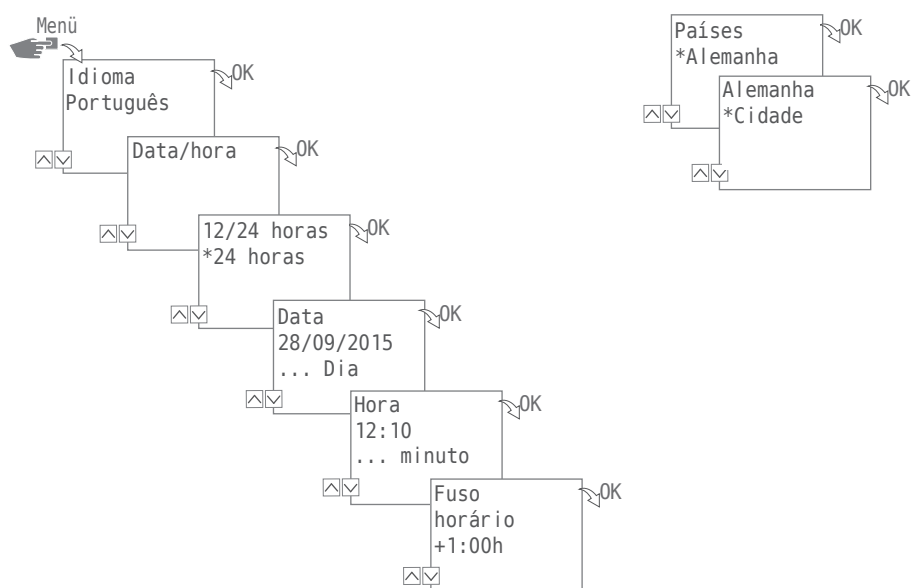 Menü
Idioma
Português
OK
Data/hora
OK
12/24 horas
*24 horas
OK
Data
28/09/2015
... Dia
OK
Hora
12:10
... minuto
OK
Fuso
horário
+1:00h
OK
Países
*Alemanha
OK
Alemanha
*Cidade
OK